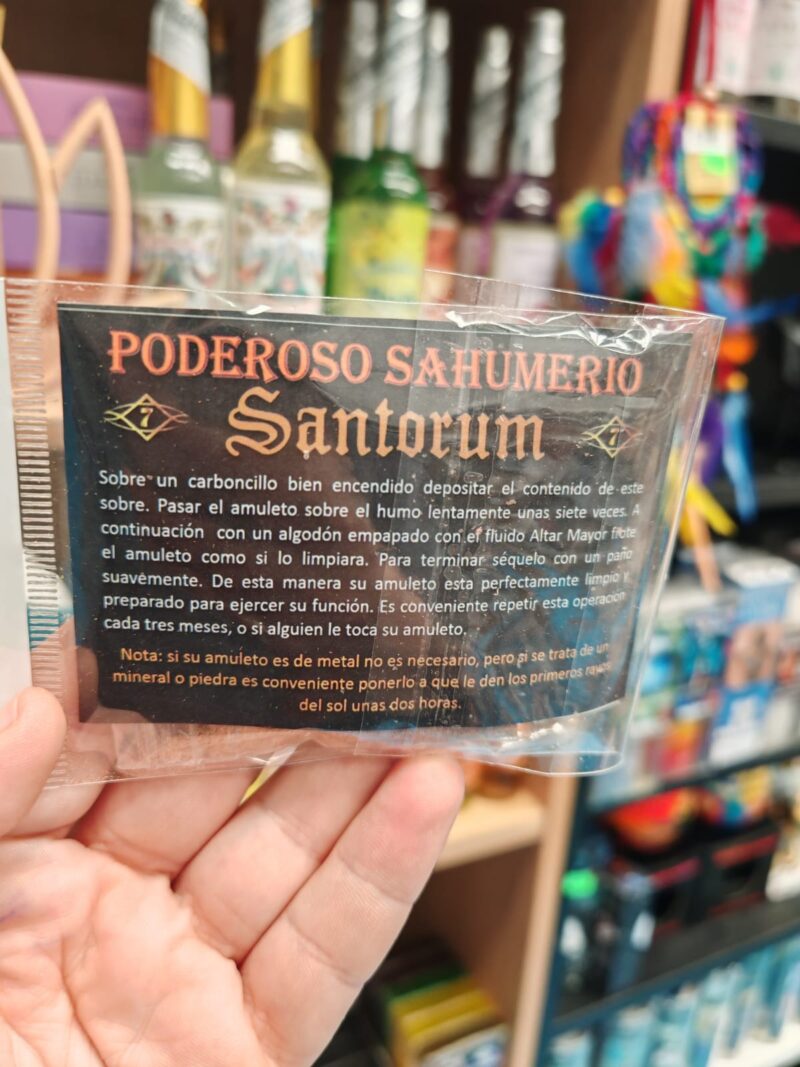 PODEROSO SAHUMERIO
7 Santorum 7
Sobre un carboncillo bien encendido depositar el contenido de este
sobre. Pasar el amuleto sobre el humo lentamente unas siete veces. A
continuación con un algodón empapado con el fluido Altar Mayor frote
el amuleto como si lo limpiara. Para terminar séquelo con un paño
suavemente. De esta manera su amuleto esta perfectamente limpio y
preparado para ejercer su función. Es conveniente repetir esta operación
cada tres meses, o si alguien le toca su amuleto.
Nota: si su amuleto es de metal no es necesario, pero si se trata de un
mineral o piedra es conveniente ponerlo a que le den los primeros rayos
del sol unas dos horas.